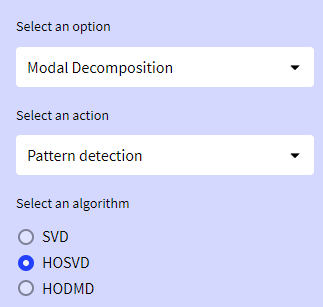 Select an option
Modal Decomposition
Select an action
Pattern detection
Select an algorithm
SVD
HOSVD
HODMD